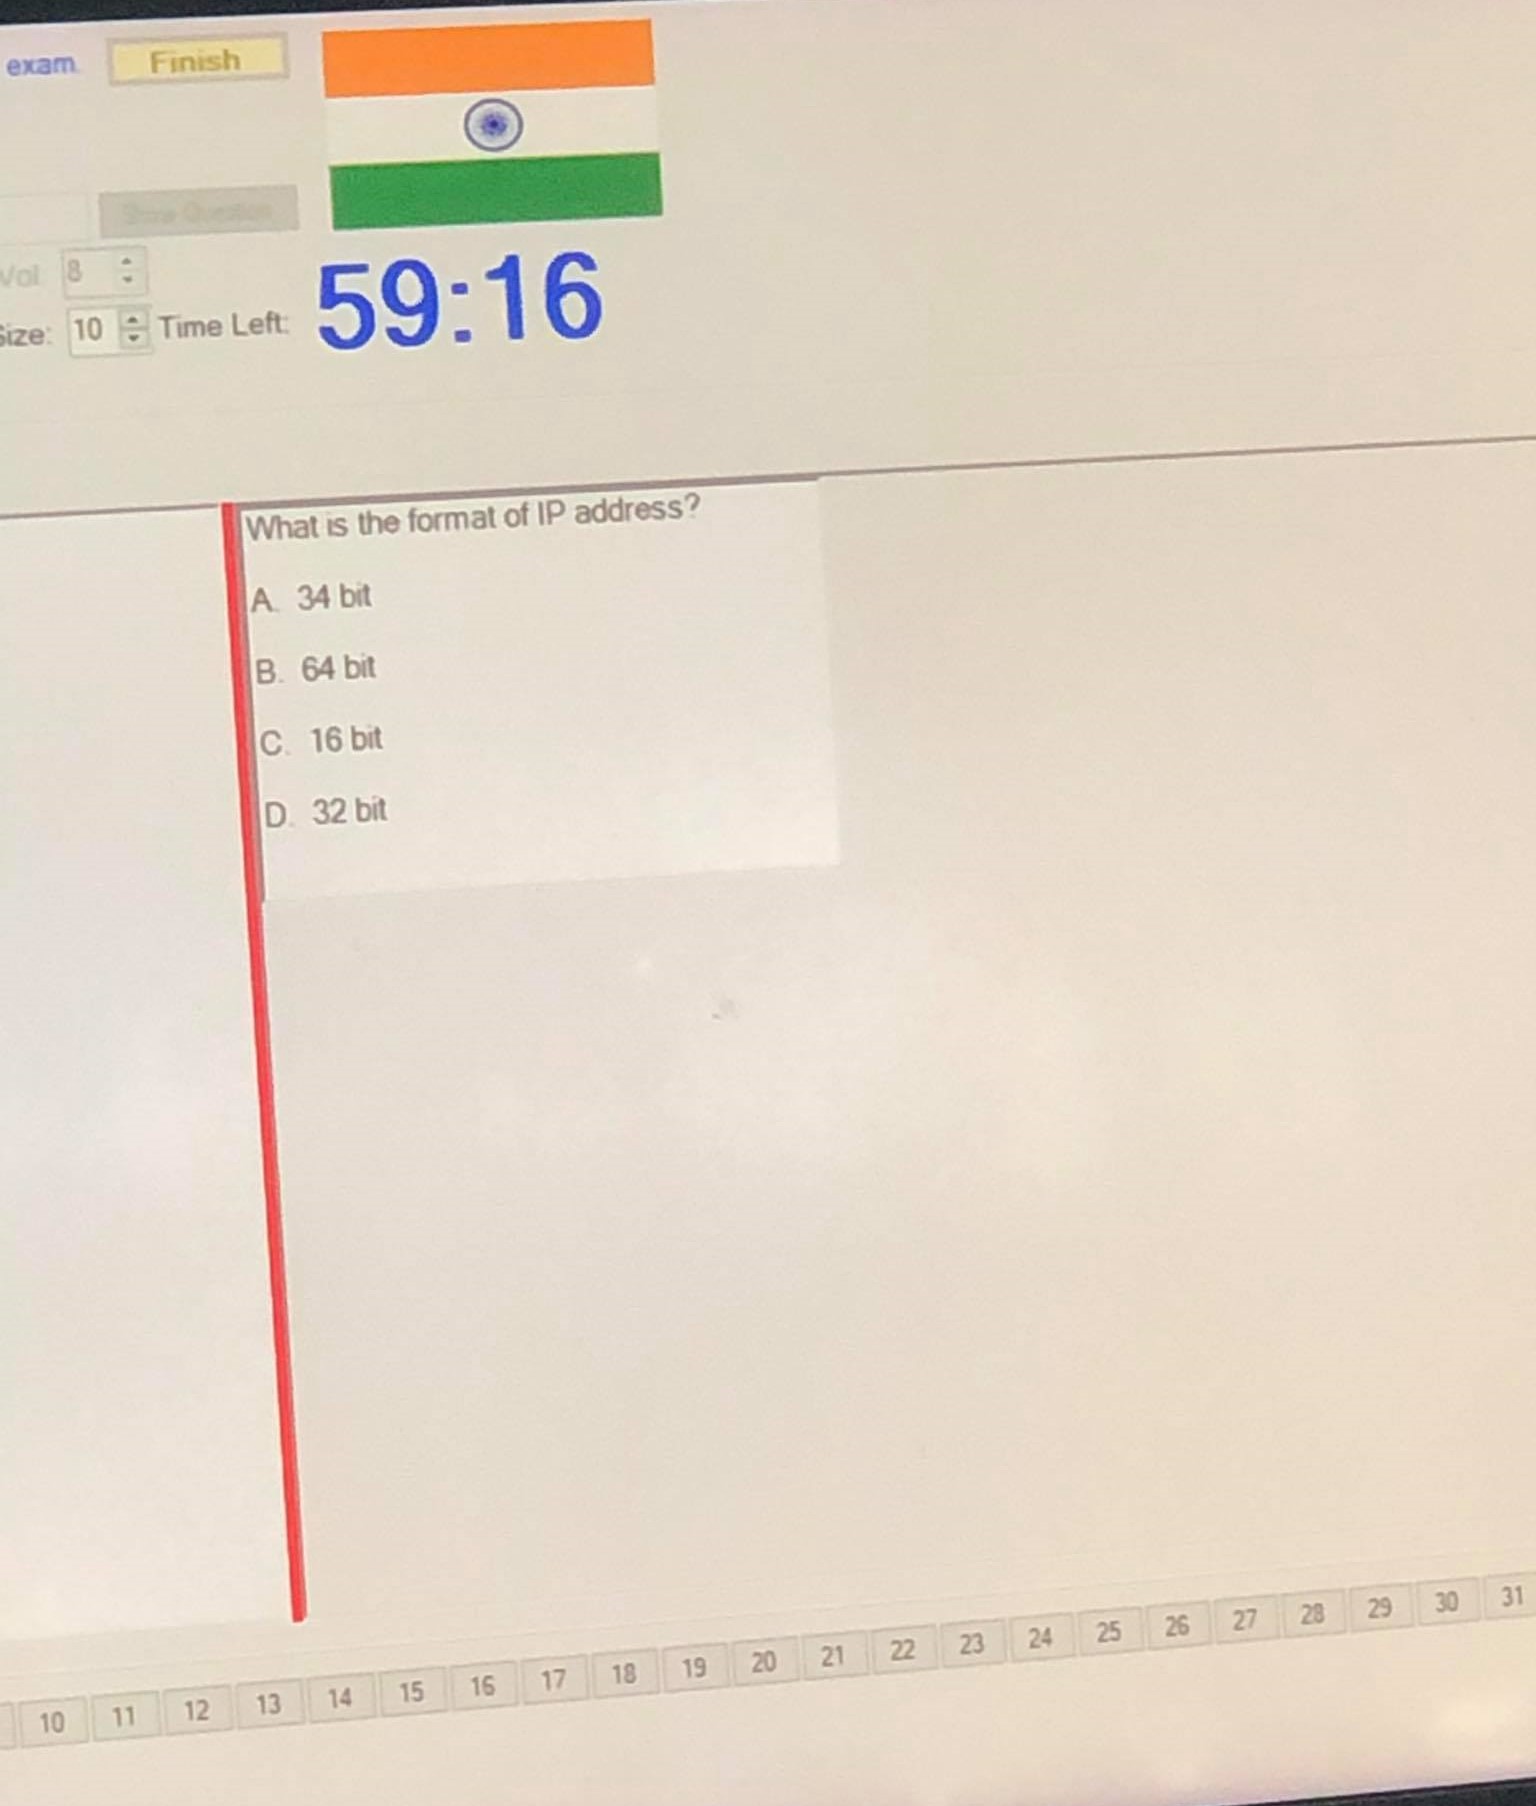 exam
Finish
Show Question
Vol 8
Size: 10 Time Left: 59:16
What is the format of IP address?
A. 34 bit
B. 64 bit
C. 16 bit
D. 32 bit
10 11 12 13 14 15 16 17 18 19 20 21 22 23 24 25 26 27 28 29 30 31